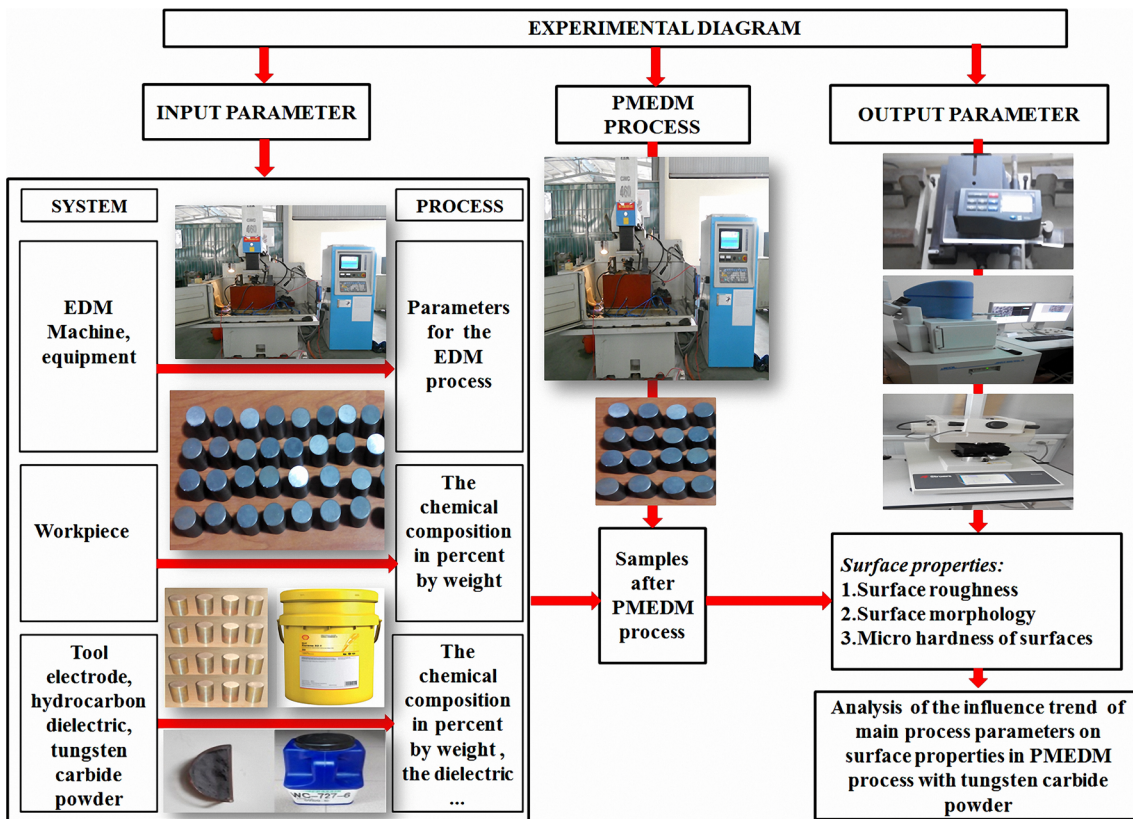 EXPERIMENTAL DIAGRAM
INPUT PARAMETER
PMEDM
PROCESS
OUTPUT PARAMETER
SYSTEM
PROCESS
EDM
Machine,
equipment
460
Parameters
for the
EDM
process
460
Workpiece
The
chemical
composition
in percent
by weight
Samples
after
PMEDM
process
Surface properties:
1.Surface roughness
2.Surface morphology
3.Micro hardness of surfaces
Tool
electrode,
hydrocarbon
dielectric,
tungsten
carbide
powder
WC-727-6
The
chemical
composition
in percent
by weight ,
the dielectric
...
Analysis of the influence trend of
main process parameters on
surface properties in PMEDM
process with tungsten carbide
powder